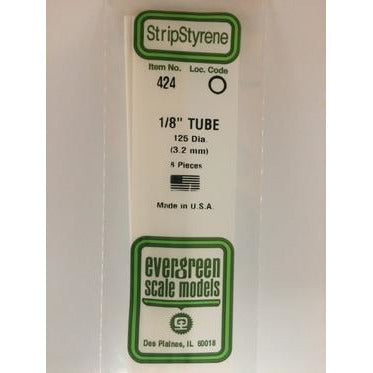 StripStyrene
Item No. Loc. Code
424 O
1/8" TUBE
125 Dia.
(3.2 mm)
8 Pieces
Made in U.S.A.
evergreen
scale models
Des Plaines, IL 60018